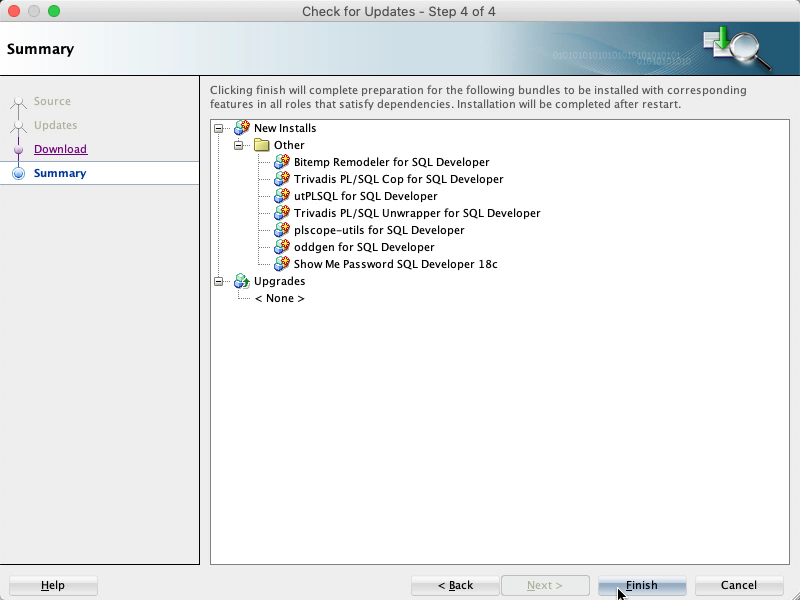 Check for Updates - Step 4 of 4
Summary
Source
Updates
Download
Summary
Clicking finish will complete preparation for the following bundles to be installed with corresponding
features in all roles that satisfy dependencies. Installation will be completed after restart.
New Installs
Other
Bitemp Remodeler for SQL Developer
Trivadis PL/SQL Cop for SQL Developer
utPLSQL for SQL Developer
Trivadis PL/SQL Unwrapper for SQL Developer
plscope-utils for SQL Developer
oddgen for SQL Developer
Show Me Password SQL Developer 18c
Upgrades
< None >
Help
< Back
Next >
Finish
Cancel